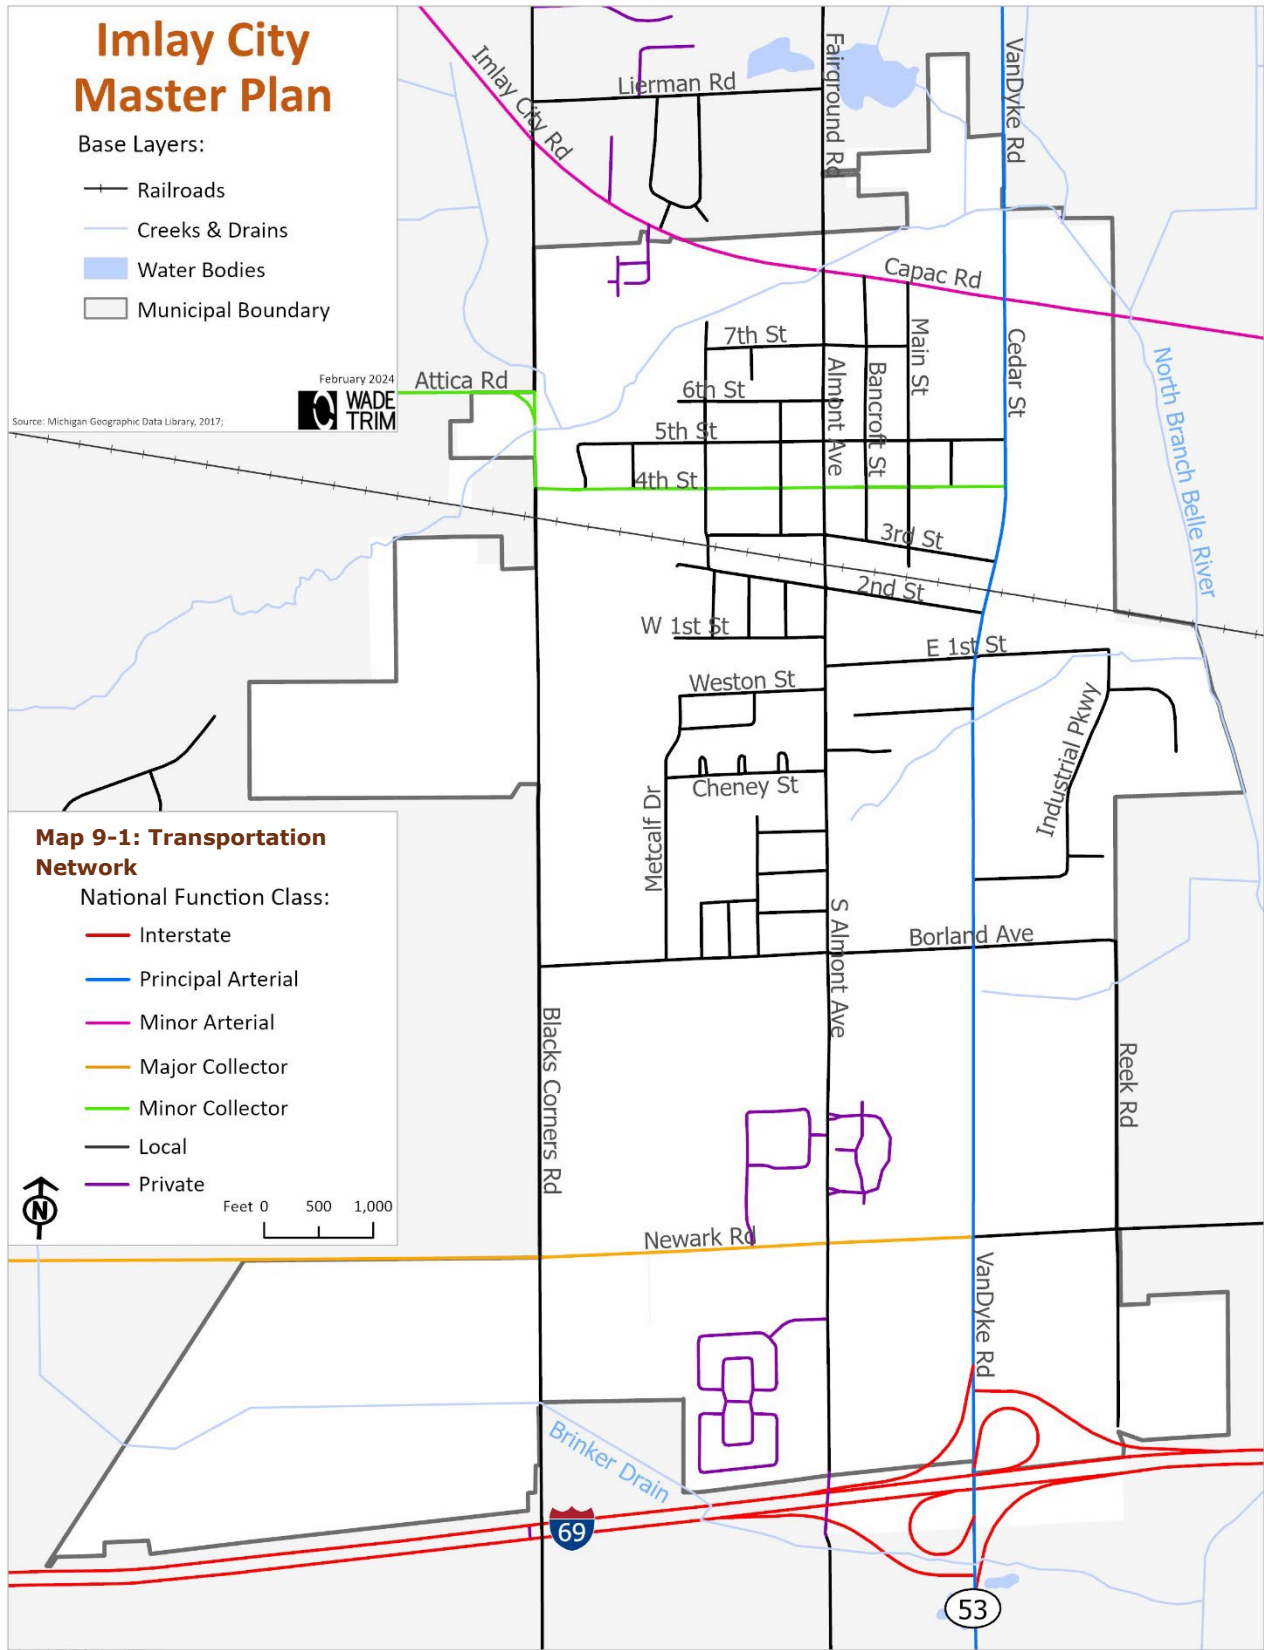 Imlay City
Master Plan
Base Layers:
Railroads
Creeks & Drains
Water Bodies
Municipal Boundary
February 2024
WADE
TRIM
Source: Michigan Geographic Data Library, 2017;
Imlay City Rd
Lierman Rd
Fairground Rd
VanDyke Rd
Capac Rd
Attica Rd
7th St
6th St
5th St
4th St
Almont Ave
Bancroft St
Main St
Cedar St
North Branch Belle River
3rd St
2nd St
W 1st St
E 1st St
Weston St
Cheney St
Metcalf Dr
Industrial Pkwy
S Almont Ave
Borland Ave
Blacks Corners Rd
Reek Rd
Newark Rd
VanDyke Rd
Brinker Drain
69
53
Map 9-1: Transportation
Network
National Function Class:
Interstate
Principal Arterial
Minor Arterial
Major Collector
Minor Collector
Local
Private
N
Feet 0 500 1,000